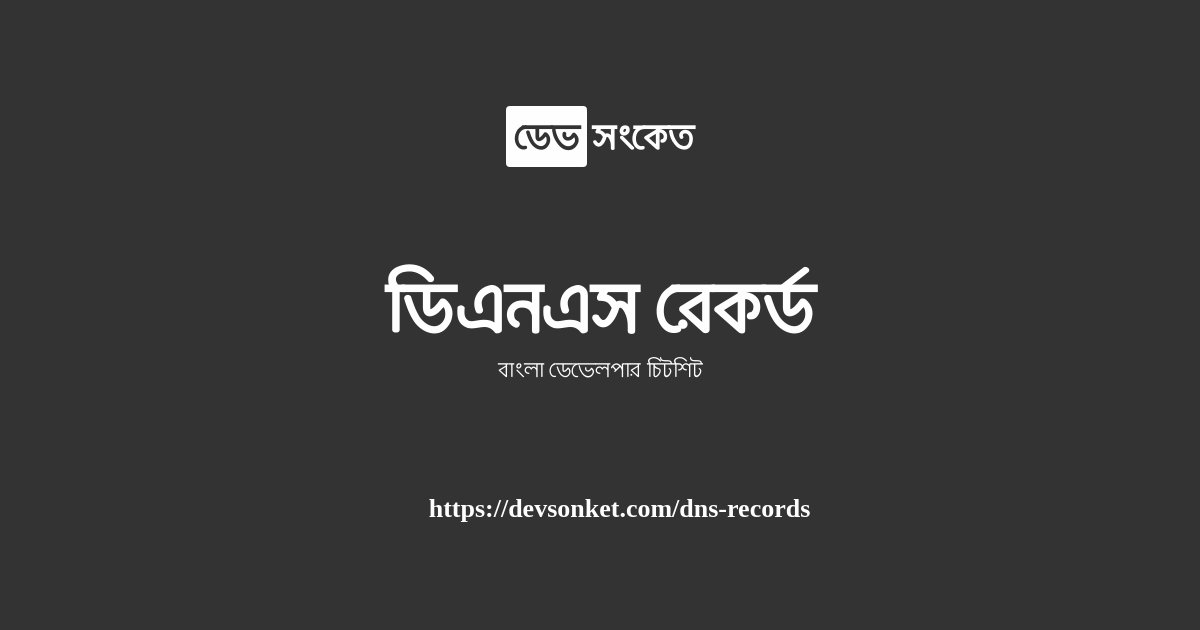 ডেভ সংকেত
ডিএনএস রেকর্ড
বাংলা ডেভেলপার চিটশিট
https://devsonket.com/dns-records